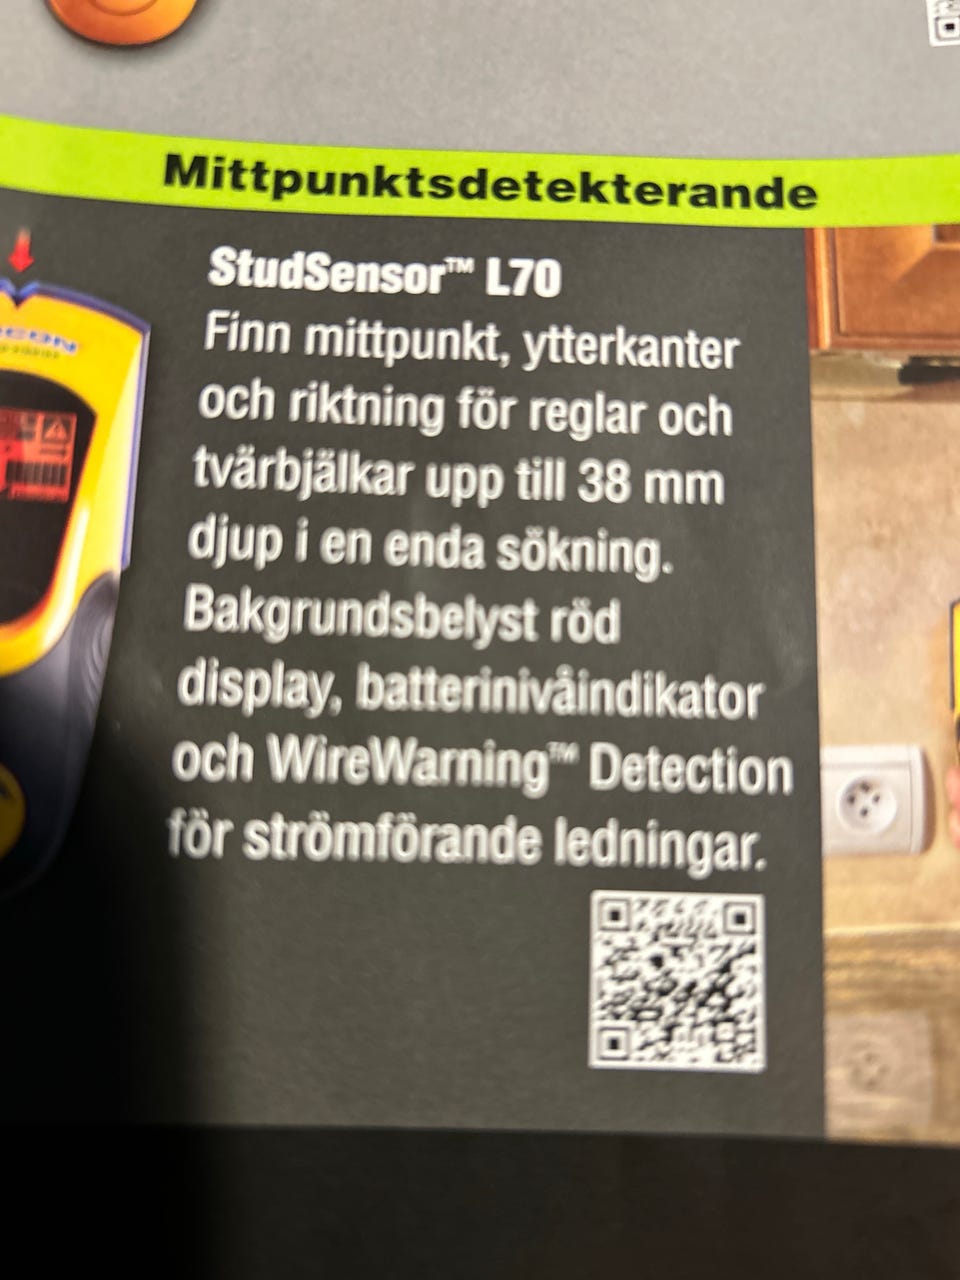 Mittpunktsdetekterande
StudSensor™ L70
Finn mittpunkt, ytterkanter
och riktning för reglar och
tvärbjälkar upp till 38 mm
djup i en enda sökning.
Bakgrundsbelyst röd
display, batterinivåindikator
och WireWarning™ Detection
för strömförande ledningar.